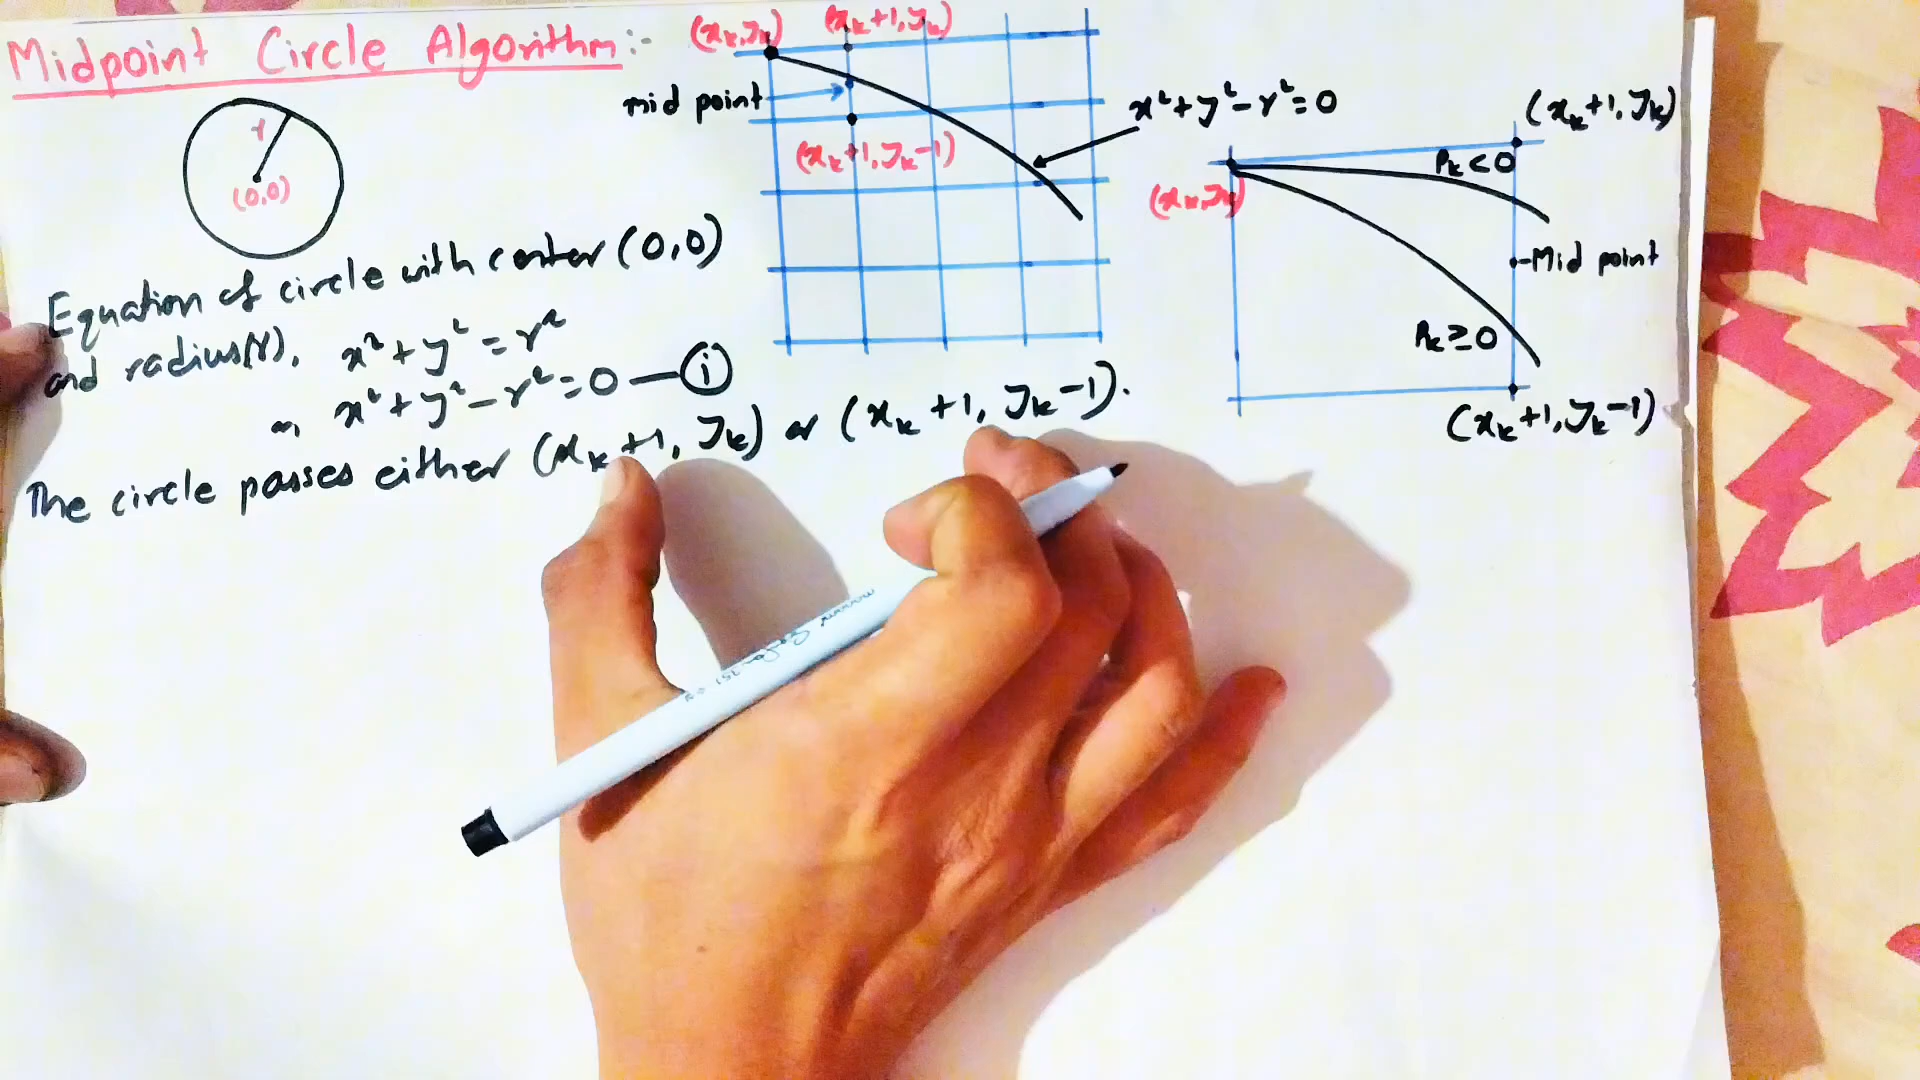 Midpoint Circle Algorithm:-
r
(0,0)
(xₖ,yₖ)
(xₖ+1,yₖ)
mid point
(xₖ+1,yₖ-1)
x²+y²-r²=0
(xₖ+1,yₖ)
Pₖ<0
(xₖ,yₖ)
Mid point
Pₖ≥0
(xₖ+1,yₖ-1)
Equation of circle with center (0,0)
and radius(r), x²+y²=r²
x²+y²-r²=0 — (i)
The circle passes either (xₖ+1, yₖ) or (xₖ+1, yₖ-1).